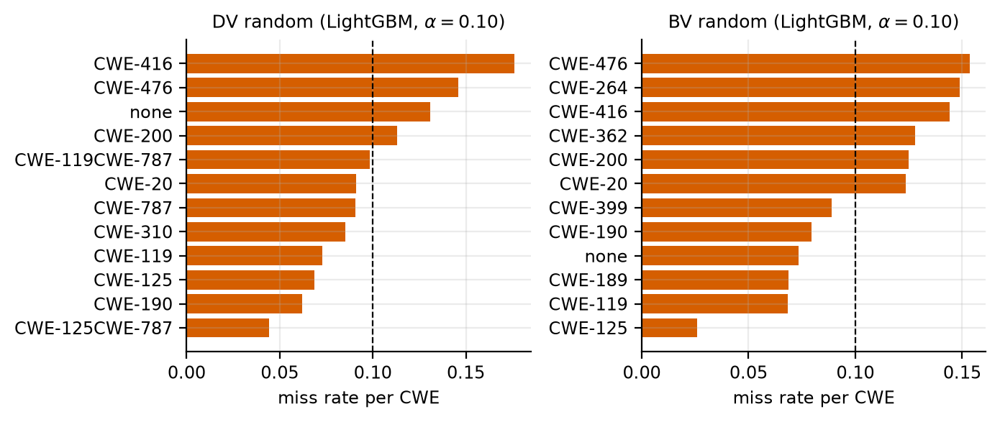 DV random (LightGBM, α = 0.10)
CWE-416
CWE-476
none
CWE-200
CWE-119CWE-787
CWE-20
CWE-787
CWE-310
CWE-119
CWE-125
CWE-190
CWE-125CWE-787
0.00 0.05 0.10 0.15
miss rate per CWE
BV random (LightGBM, α = 0.10)
CWE-476
CWE-264
CWE-416
CWE-362
CWE-200
CWE-20
CWE-399
CWE-190
none
CWE-189
CWE-119
CWE-125
0.00 0.05 0.10 0.15
miss rate per CWE